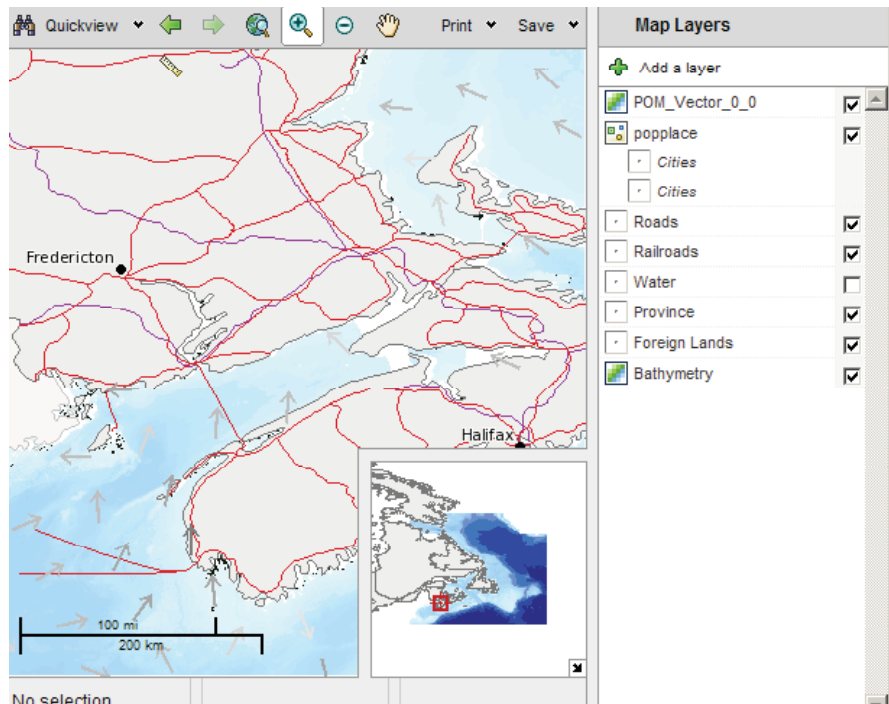 Quickview Print Save
Map Layers
Add a layer
POM_Vector_0_0
popplace
Cities
Cities
Roads
Railroads
Water
Province
Foreign Lands
Bathymetry
Fredericton
Halifax
100 mi
200 km
No selection